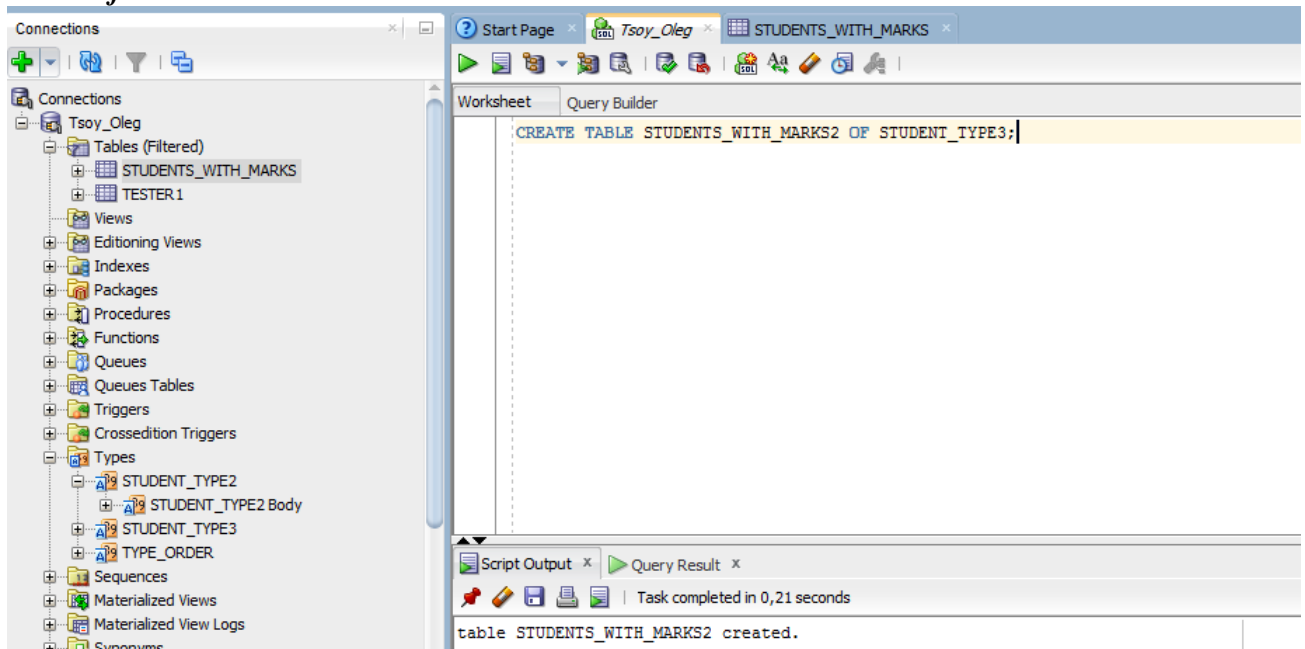 Connections
Connections
Tsoy_Oleg
Tables (Filtered)
STUDENTS_WITH_MARKS
TESTER1
Views
Editioning Views
Indexes
Packages
Procedures
Functions
Queues
Queues Tables
Triggers
Crossedition Triggers
Types
STUDENT_TYPE2
STUDENT_TYPE2 Body
STUDENT_TYPE3
TYPE_ORDER
Sequences
Materialized Views
Materialized View Logs
Synonyms
Start Page Tsoy_Oleg STUDENTS_WITH_MARKS
Worksheet Query Builder
CREATE TABLE STUDENTS_WITH_MARKS2 OF STUDENT_TYPE3;
Script Output x Query Result x
Task completed in 0,21 seconds
table STUDENTS_WITH_MARKS2 created.